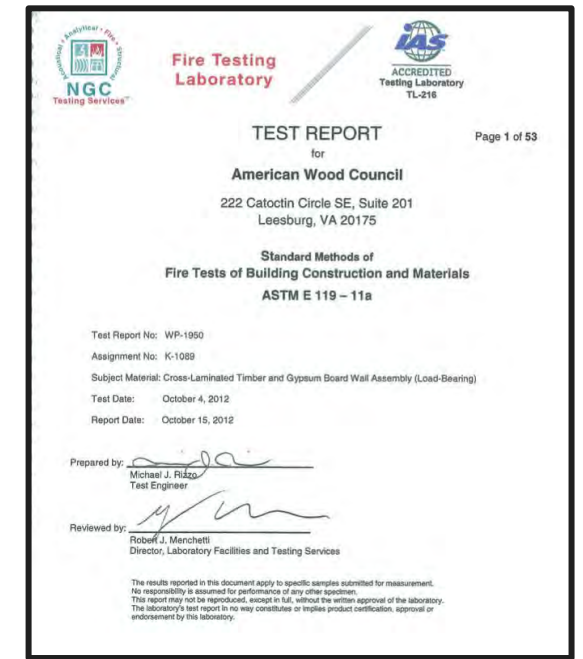 Acoustical • Analytical • Fire • Structural
NGC
Testing Services™
Fire Testing
Laboratory
IAS
ACCREDITED
Testing Laboratory
TL-216
TEST REPORT
Page 1 of 53
for
American Wood Council
222 Catoctin Circle SE, Suite 201
Leesburg, VA 20175
Standard Methods of
Fire Tests of Building Construction and Materials
ASTM E 119 – 11a
Test Report No: WP-1950
Assignment No: K-1089
Subject Material: Cross-Laminated Timber and Gypsum Board Wall Assembly (Load-Bearing)
Test Date: October 4, 2012
Report Date: October 15, 2012
Prepared by:
Michael J. Rizzo
Test Engineer
Reviewed by:
Robert J. Menchetti
Director, Laboratory Facilities and Testing Services
The results reported in this document apply to specific samples submitted for measurement.
No responsibility is assumed for performance of any other specimen.
This report may not be reproduced, except in full, without the written approval of the laboratory.
The laboratory's test report in no way constitutes or implies product certification, approval or
endorsement by this laboratory.